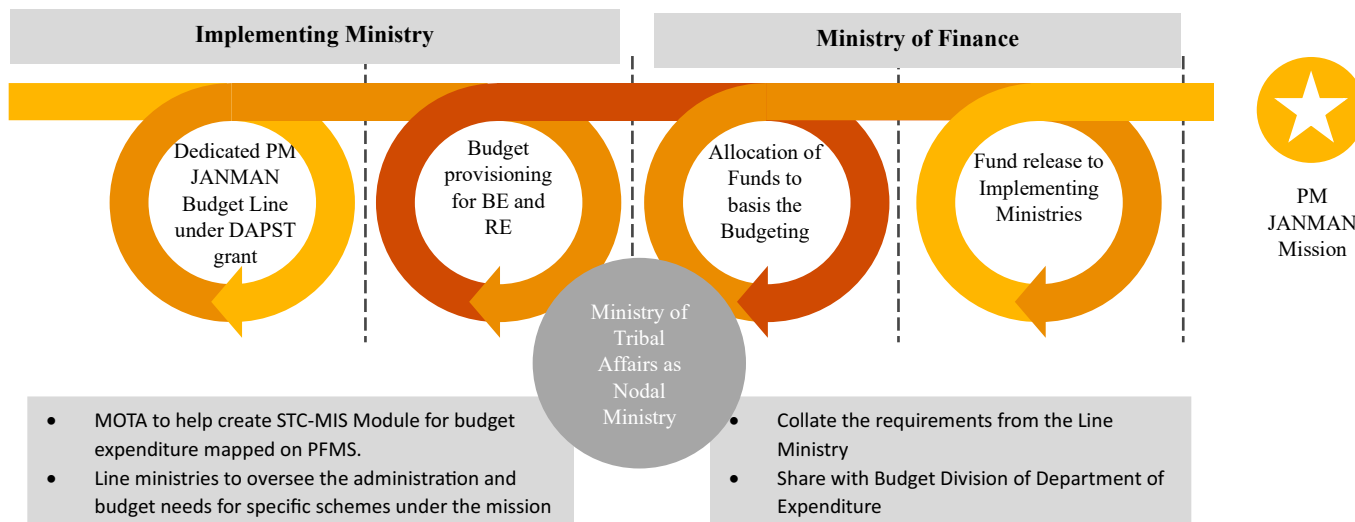 Implementing Ministry
Ministry of Finance
Dedicated PM
JANMAN
Budget Line
under DAPST
grant
Budget
provisioning
for BE and
RE
Allocation of
Funds to
basis the
Budgeting
Fund release to
Implementing
Ministries
PM
JANMAN
Mission
Ministry of
Tribal
Affairs as
Nodal
Ministry
• MOTA to help create STC-MIS Module for budget
expenditure mapped on PFMS.
• Line ministries to oversee the administration and
budget needs for specific schemes under the mission
• Collate the requirements from the Line
Ministry
• Share with Budget Division of Department of
Expenditure